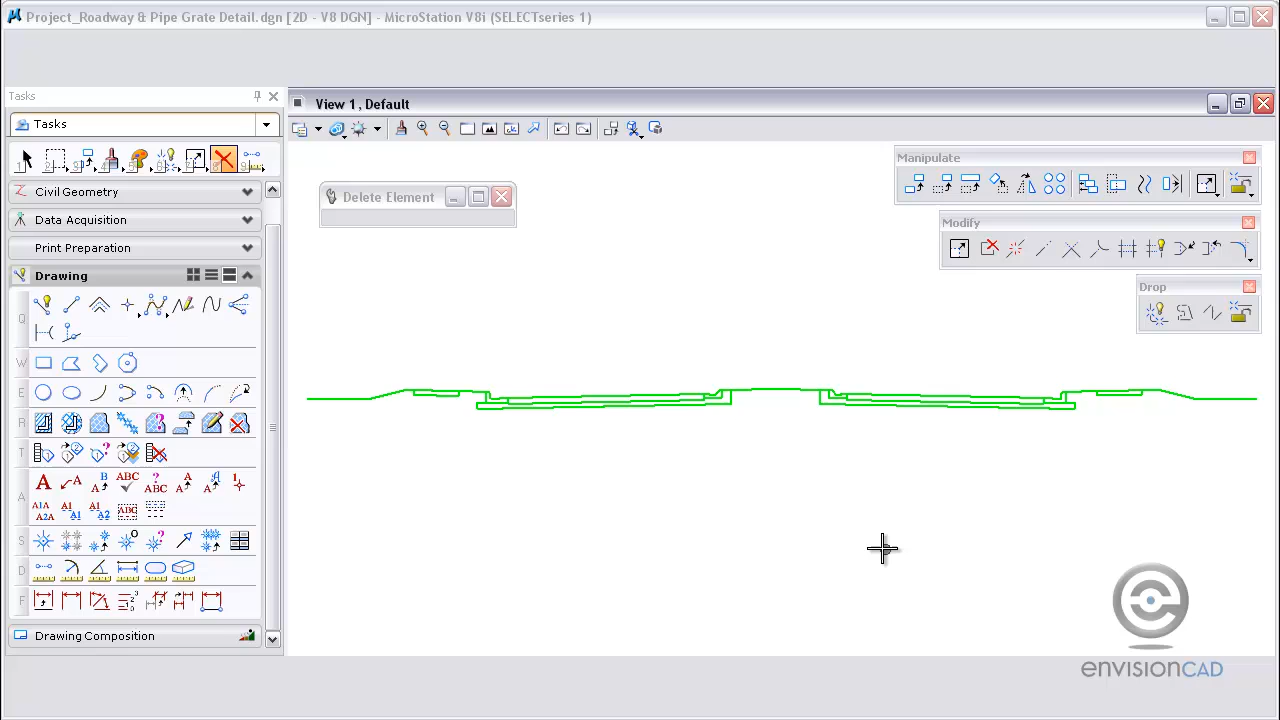 Project_Roadway & Pipe Grate Detail.dgn [2D - V8 DGN] - MicroStation V8i (SELECTseries 1)
Tasks
View 1, Default
Tasks
Manipulate
Civil Geometry
Delete Element
Data Acquisition
Modify
Print Preparation
Drawing
Drop
Q
W
E
R
T
A
S
D
F
Drawing Composition
envisionCAD